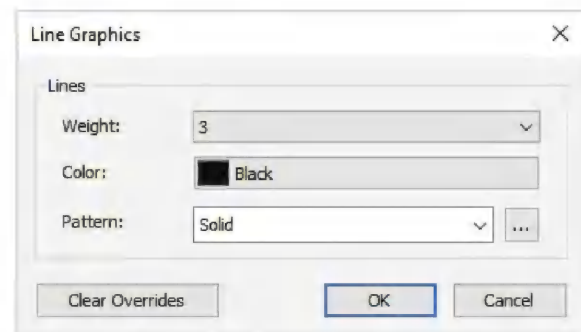 Line Graphics
Lines
Weight: 3
Color: Black
Pattern: Solid ...
Clear Overrides OK Cancel